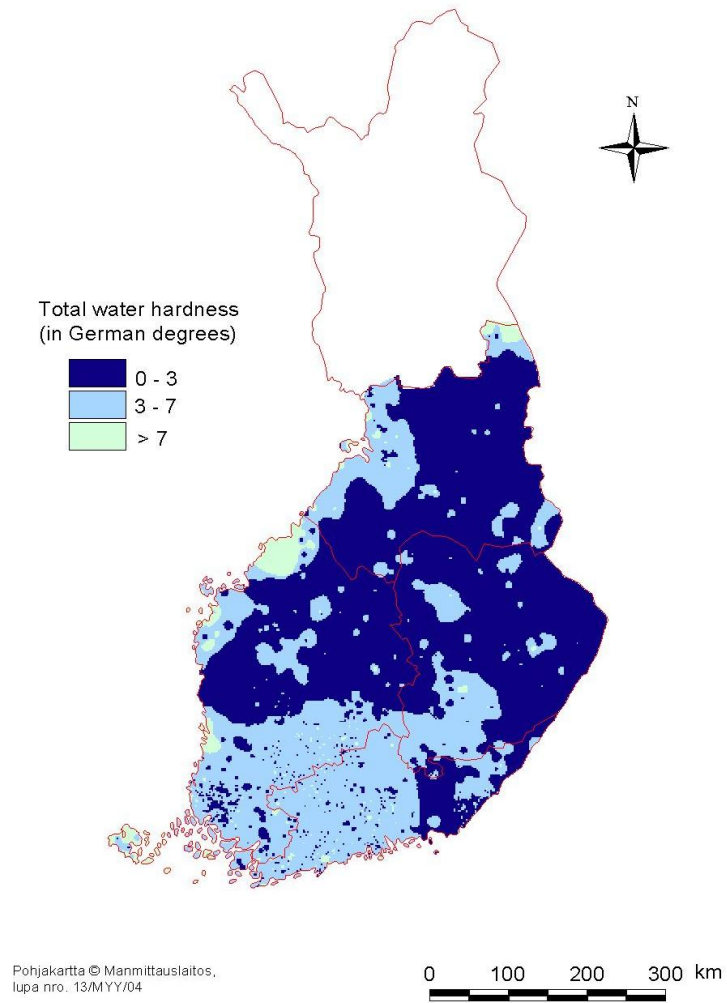 N
Total water hardness
(in German degrees)
0 - 3
3 - 7
> 7
Pohjakartta © Manmittauslaitos,
lupa nro. 13/MYY/04
0 100 200 300 km